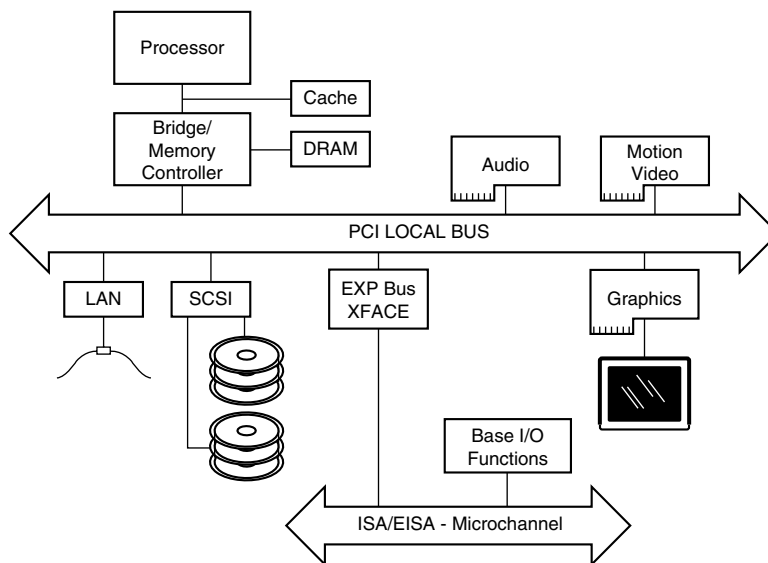 Processor
Cache
Bridge/
Memory
Controller
DRAM
Audio
Motion
Video
PCI LOCAL BUS
LAN
SCSI
EXP Bus
XFACE
Graphics
Base I/O
Functions
ISA/EISA - Microchannel